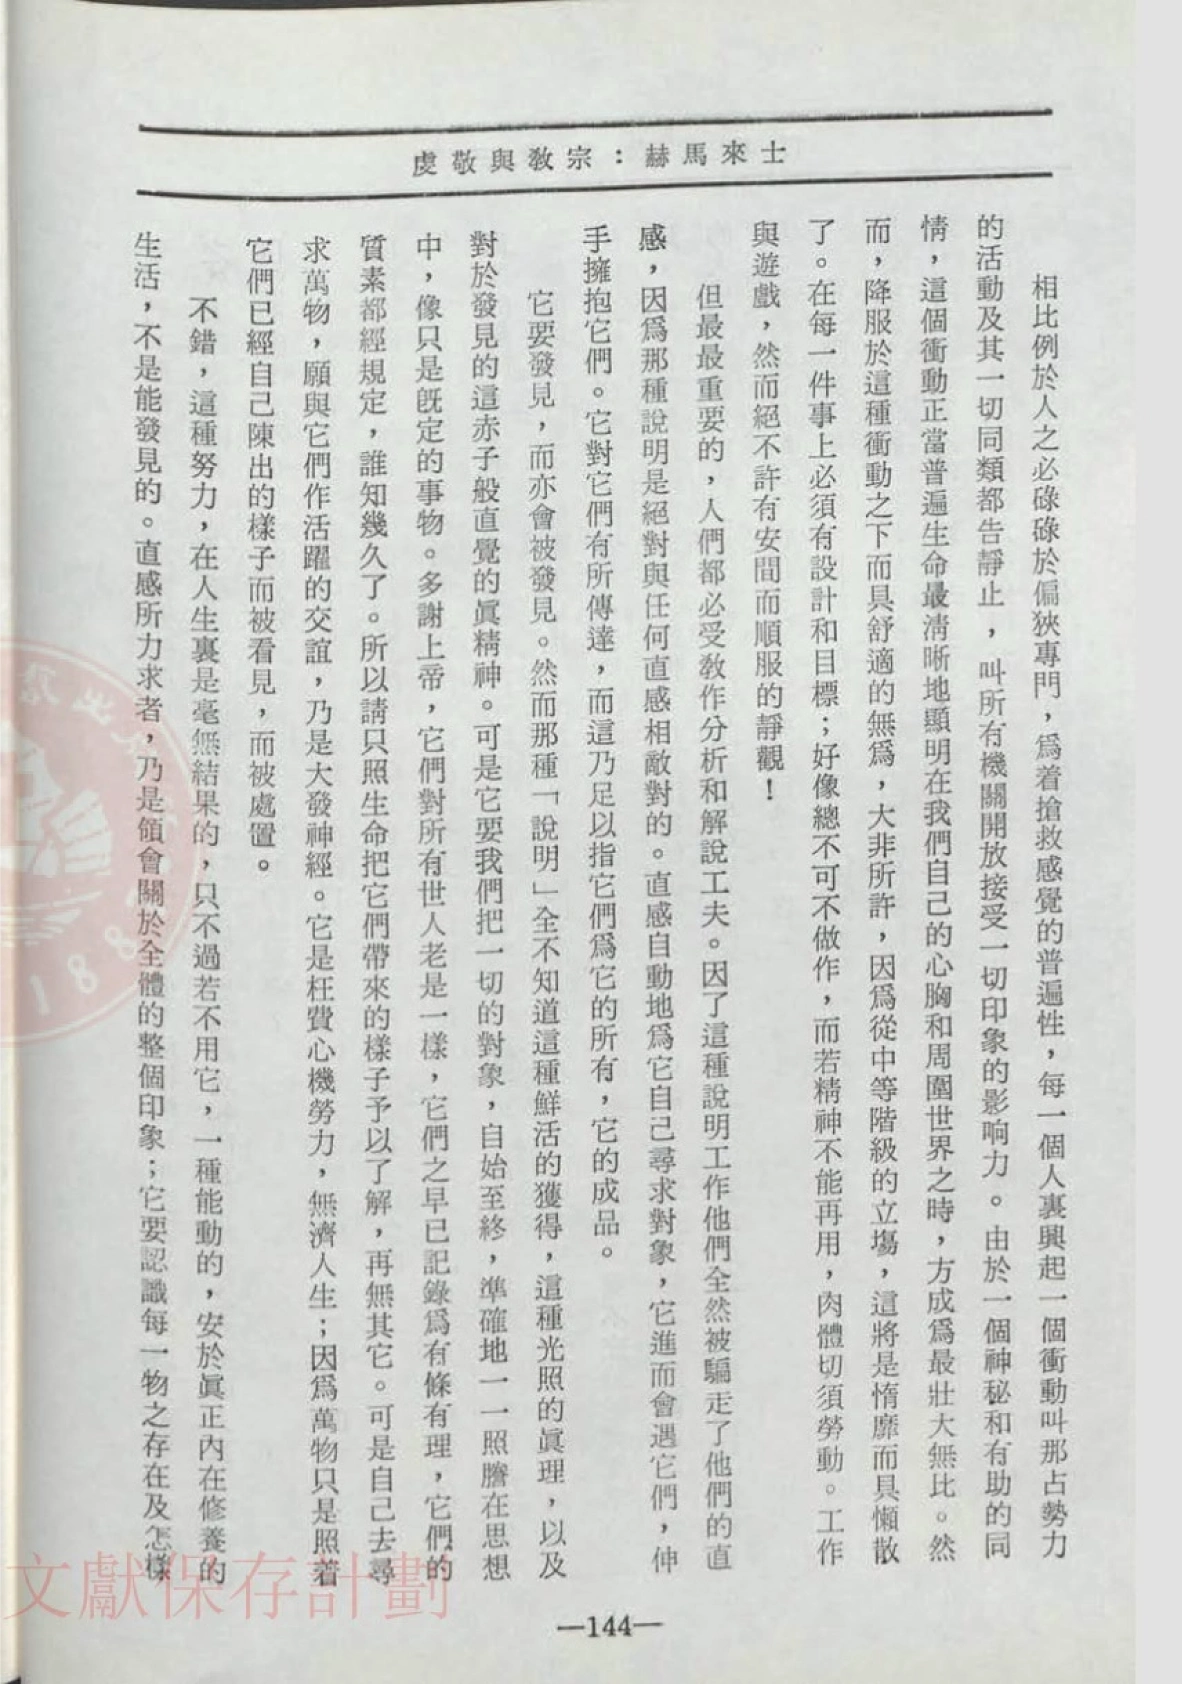 士來馬赫：宗教與敬虔
相比例於人之必碌碌於偏狹專門，爲着搶救感覺的普遍性，每一個人裏興起一個衝動叫那占勢力
的活動及其一切同類都告靜止，叫所有機關開放接受一切印象的影响力。由於一個神秘和有助的同
情，這個衝動正當普遍生命最淸晰地顯明在我們自己的心胸和周圍世界之時，方成爲最壯大無比。然
而，降服於這種衝動之下而具舒適的無爲，大非所許，因爲從中等階級的立塲，這將是惰靡而具懶散
了。在每一件事上必須有設計和目標；好像總不可不做作，而若精神不能再用，肉體切須勞動。工作
與遊戲，然而絕不許有安間而順服的靜觀！
但最最重要的，人們都必受敎作分析和解說工夫。因了這種說明工作他們全然被騙走了他們的直
感，因爲那種說明是絕對與任何直感相敵對的。直感自動地爲它自己尋求對象，它進而會遇它們，伸
手擁抱它們。它對它們有所傳達，而這乃足以指它們爲它的所有，它的成品。
它要發見，而亦會被發見。然而那種「說明」全不知道這種鮮活的獲得，這種光照的眞理，以及
對於發見的這赤子般直覺的眞精神。可是它要我們把一切的對象，自始至終，準確地一一照謄在思想
中，像只是旣定的事物。多謝上帝，它們對所有世人老是一樣，它們之早已記錄爲有條有理，它們的
質素都經規定，誰知幾久了。所以請只照生命把它們帶來的樣子予以了解，再無其它。可是自己去尋
求萬物，願與它們作活躍的交誼，乃是大發神經。它是枉費心機勞力，無濟人生；因爲萬物只是照着
它們已經自己陳出的樣子而被看見，而被處置。
不錯，這種努力，在人生裏是毫無結果的，只不過若不用它，一種能動的，安於眞正內在修養的
生活，不是能發見的。直感所力求者，乃是領會關於全體的整個印象；它要認識每一物之存在及怎樣
—144—
文獻保存計劃
188